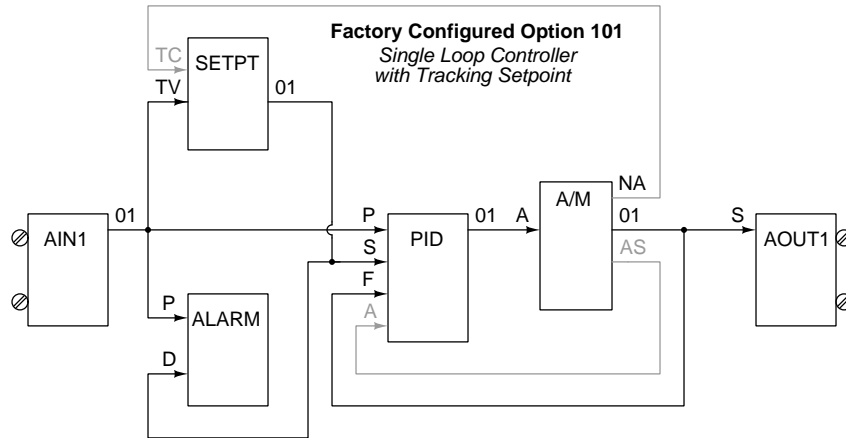 Factory Configured Option 101
Single Loop Controller
with Tracking Setpoint
TC
SETPT
TV
01
NA
01
AIN1
P
S
F
A
PID
01
A
A/M
01
AS
S
AOUT1
P
ALARM
D